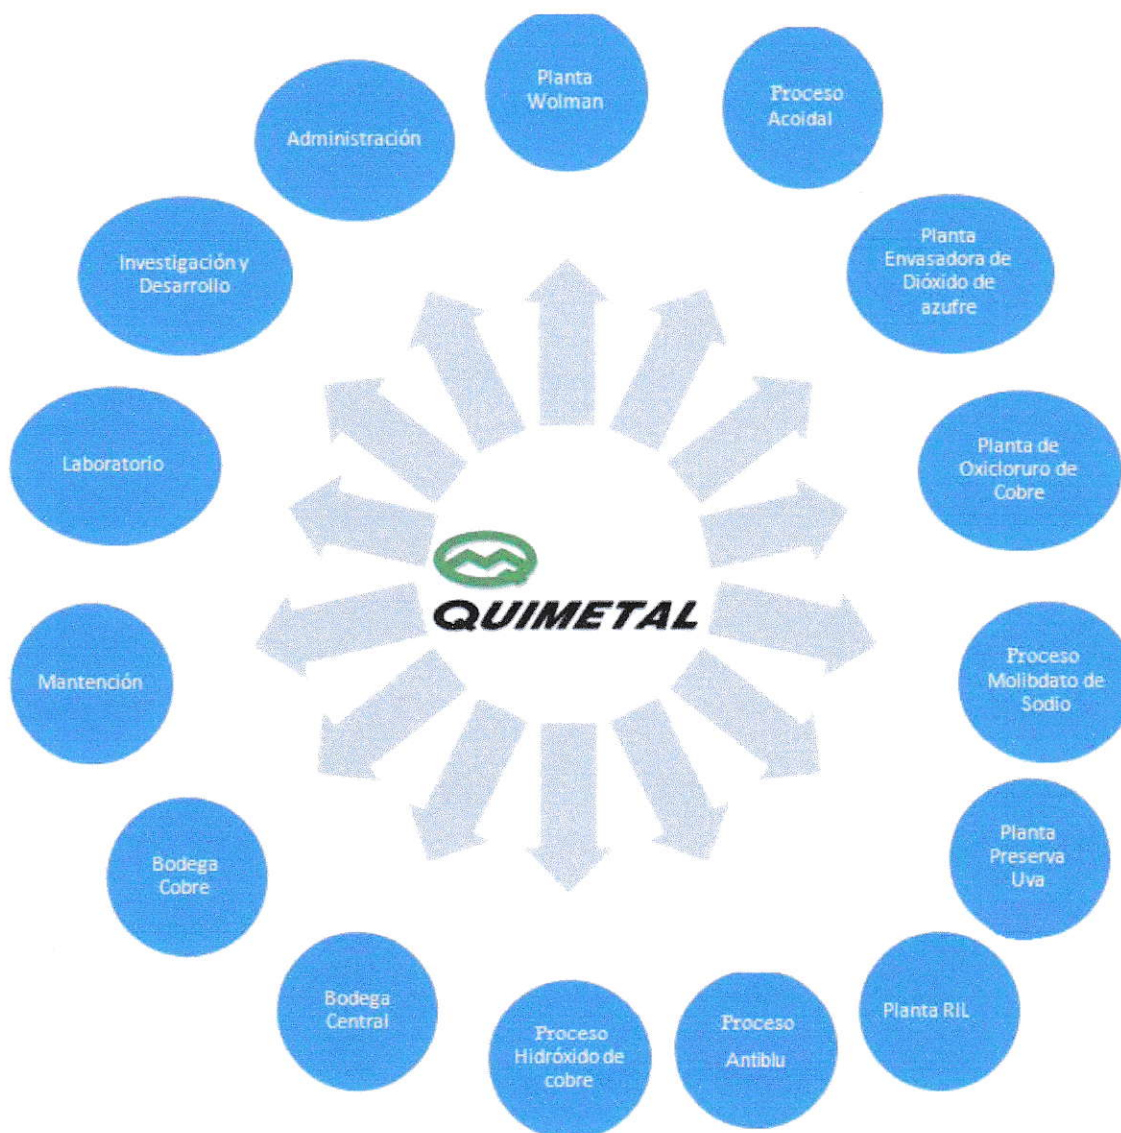 Planta
Wolman
Proceso
Acoidal
Planta
Envasadora de
Dióxido de
azufre
Planta de
Oxicloruro de
Cobre
Proceso
Molibdato de
Sodio
Planta
Preserva
Uva
Planta RIL
Proceso
Antiblu
Proceso
Hidróxido de
cobre
Bodega
Central
Bodega
Cobre
Mantención
Laboratorio
Investigación y
Desarrollo
Administración
QUIMETAL